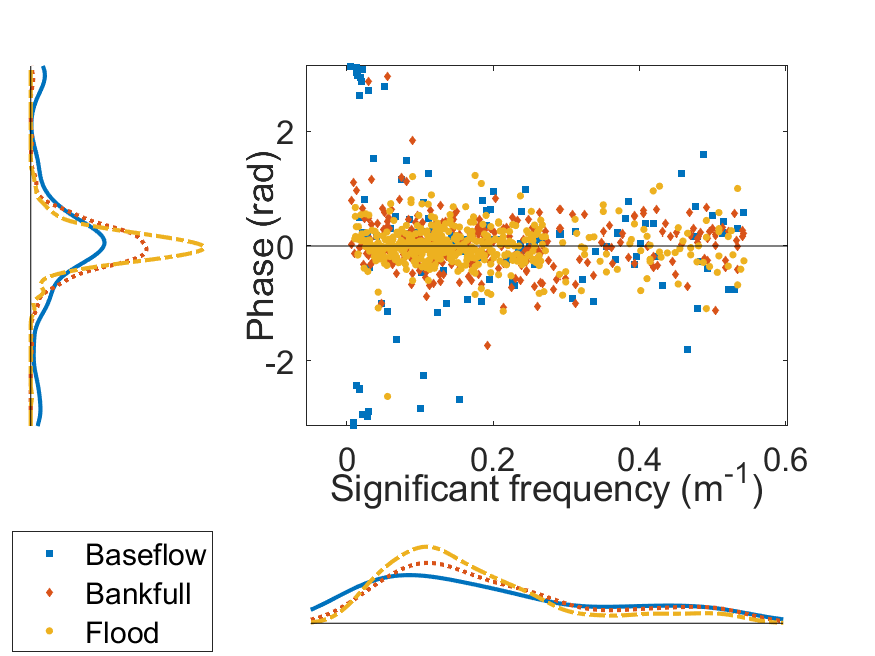 2
0
-2
Phase (rad)
0 0.2 0.4 0.6
Significant frequency (m⁻¹)
Baseflow
Bankfull
Flood